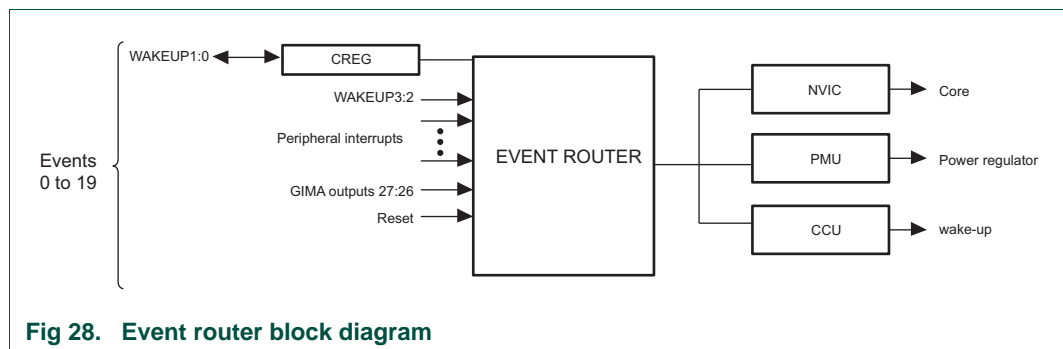 WAKEUP1:0
CREG
WAKEUP3:2
Peripheral interrupts
GIMA outputs 27:26
Reset
Events
0 to 19
EVENT ROUTER
NVIC
Core
PMU
Power regulator
CCU
wake-up
Fig 28. Event router block diagram